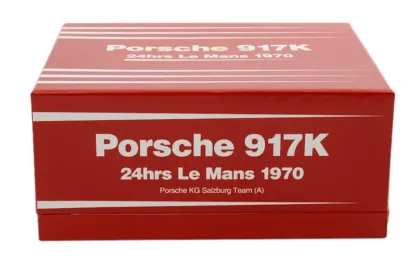 Porsche 917K
24hrs Le Mans 1970
Porsche 917K
24hrs Le Mans 1970
Porsche KG Salzburg Team (A)